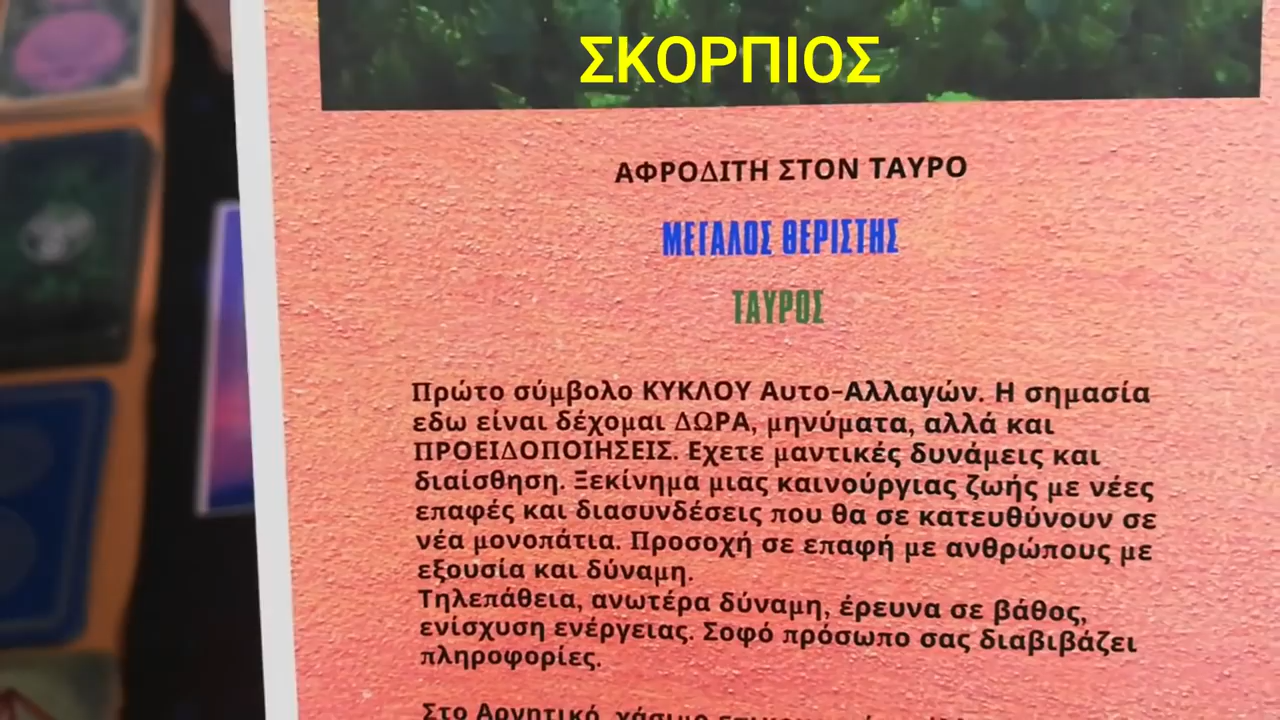 ΣΚΟΡΠΙΟΣ
ΑΦΡΟΔΙΤΗ ΣΤΟΝ ΤΑΥΡΟ
ΜΕΓΑΛΟΣ ΘΕΡΙΣΤΗΣ
ΤΑΥΡΟΣ
Πρώτο σύμβολο ΚΥΚΛΟΥ Αυτο-Αλλαγών. Η σημασία
εδω είναι δέχομαι ΔΩΡΑ, μηνύματα, αλλά και
ΠΡΟΕΙΔΟΠΟΙΗΣΕΙΣ. Εχετε μαντικές δυνάμεις και
διαίσθηση. Ξεκίνημα μιας καινούργιας ζωής με νέες
επαφές και διασυνδέσεις που θα σε κατευθύνουν σε
νέα μονοπάτια. Προσοχή σε επαφή με ανθρώπους με
εξουσία και δύναμη.
Τηλεπάθεια, ανωτέρα δύναμη, έρευνα σε βάθος,
ενίσχυση ενέργειας. Σοφό πρόσωπο σας διαβιβάζει
πληροφορίες.
Στο Αρνητικό, χάσιμο